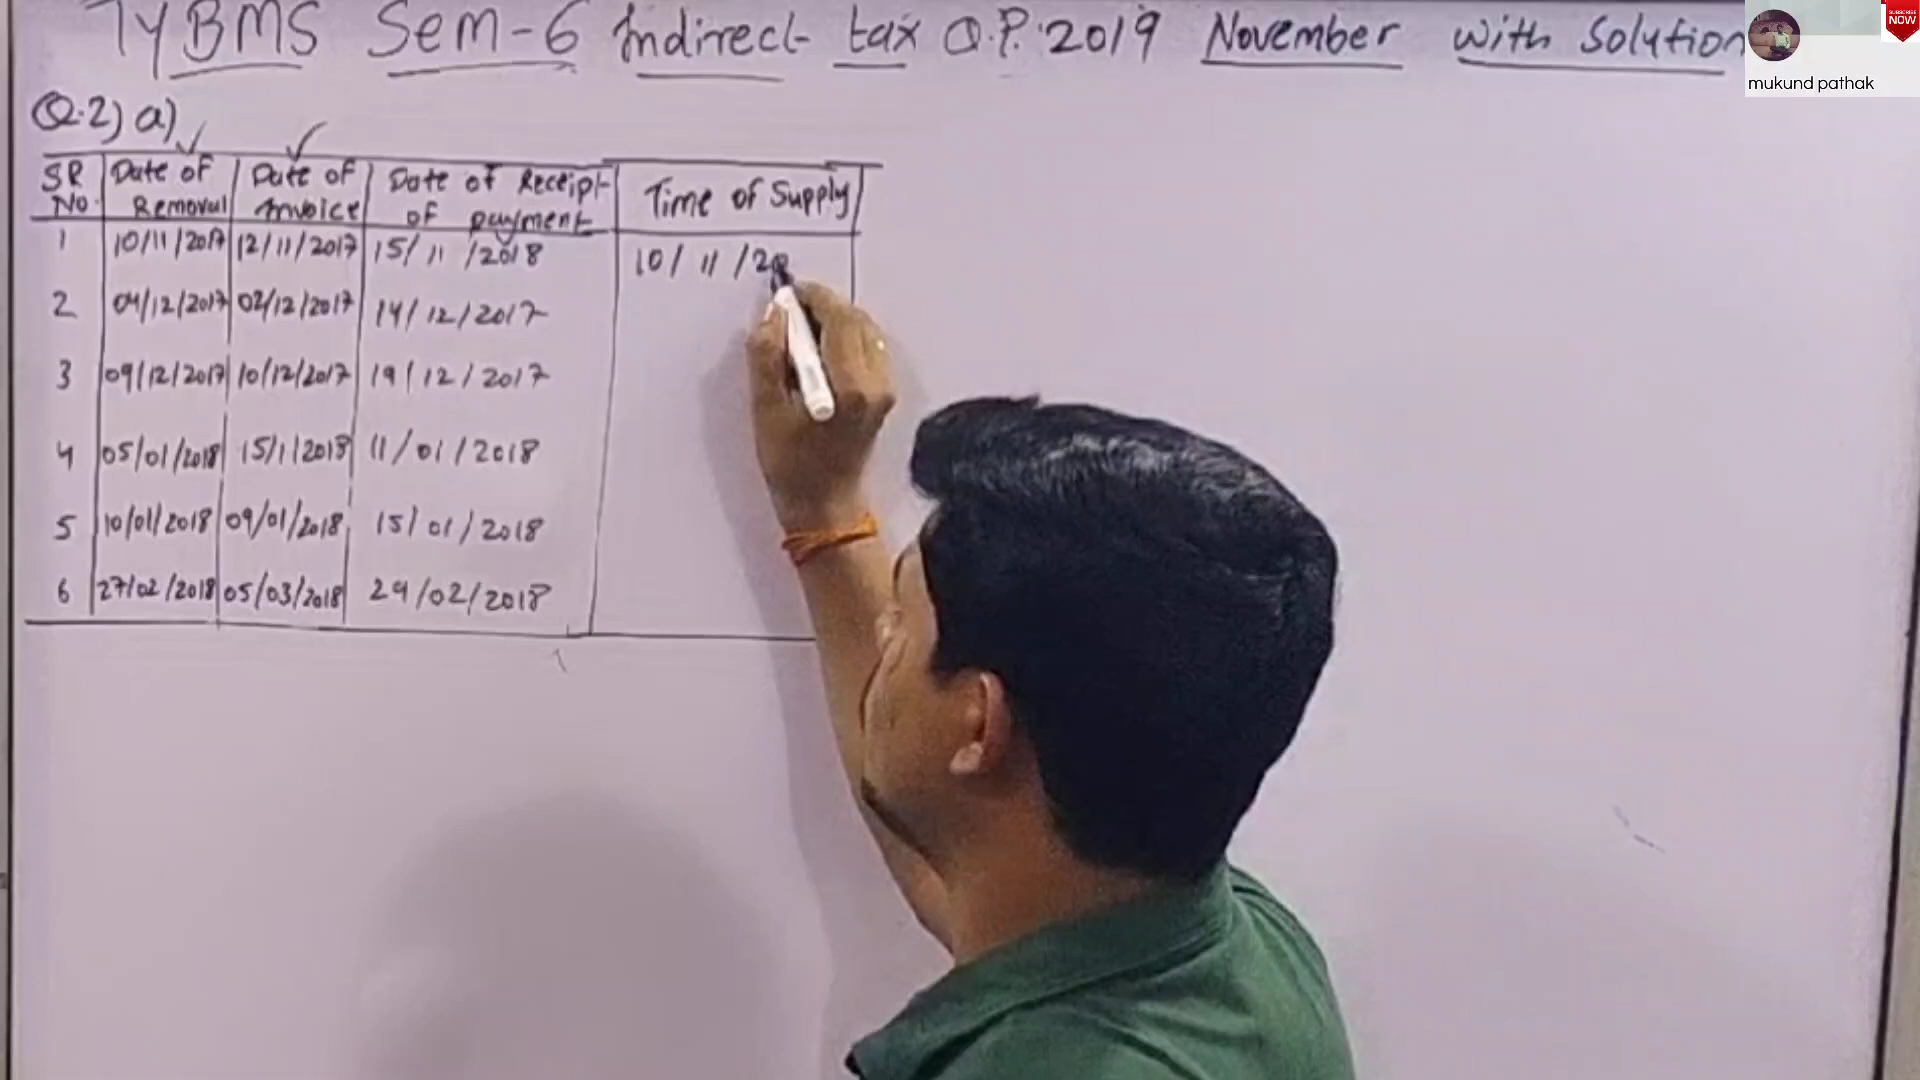 TyBMS Sem-6 Indirect tax Q.P. 2019 November with Solution
SUBSCRIBE
NOW
mukund pathak
Q.2) a)
SR No. Date of Removal Date of Invoice Date of Receipt of payment Time of Supply
1 10/11/2017 12/11/2017 15/11/2018 10/11/20
2 04/12/2017 02/12/2017 14/12/2017
3 09/12/2017 10/12/2017 19/12/2017
4 05/01/2018 15/1/2018 11/01/2018
5 10/01/2018 09/01/2018 15/01/2018
6 27/02/2018 05/03/2018 29/02/2018